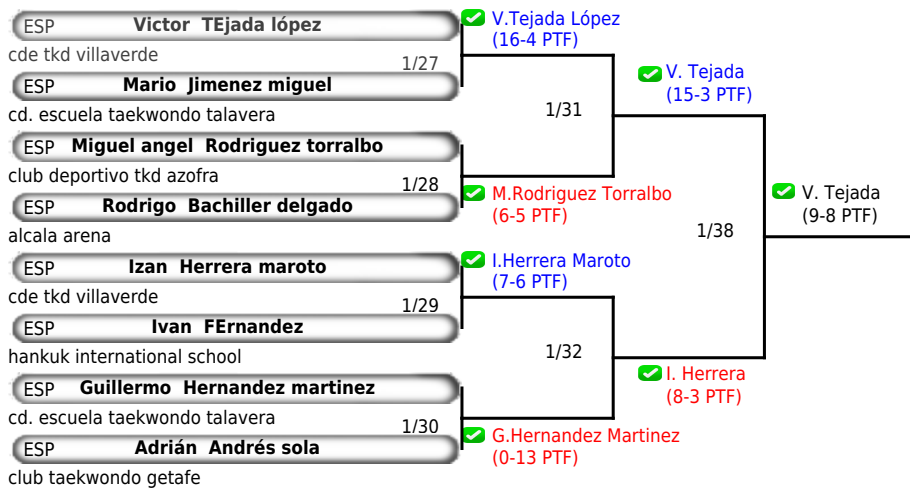 ESP Victor TEjada lópez
cde tkd villaverde
1/27
ESP Mario Jimenez miguel
cd. escuela taekwondo talavera
ESP Miguel angel Rodriguez torralbo
club deportivo tkd azofra
1/28
ESP Rodrigo Bachiller delgado
alcala arena
ESP Izan Herrera maroto
cde tkd villaverde
1/29
ESP Ivan FErnandez
hankuk international school
ESP Guillermo Hernandez martinez
cd. escuela taekwondo talavera
1/30
ESP Adrián Andrés sola
club taekwondo getafe
V.Tejada López
(16-4 PTF)
1/31
M.Rodriguez Torralbo
(6-5 PTF)
I.Herrera Maroto
(7-6 PTF)
1/32
G.Hernandez Martinez
(0-13 PTF)
V. Tejada
(15-3 PTF)
1/38
I. Herrera
(8-3 PTF)
V. Tejada
(9-8 PTF)